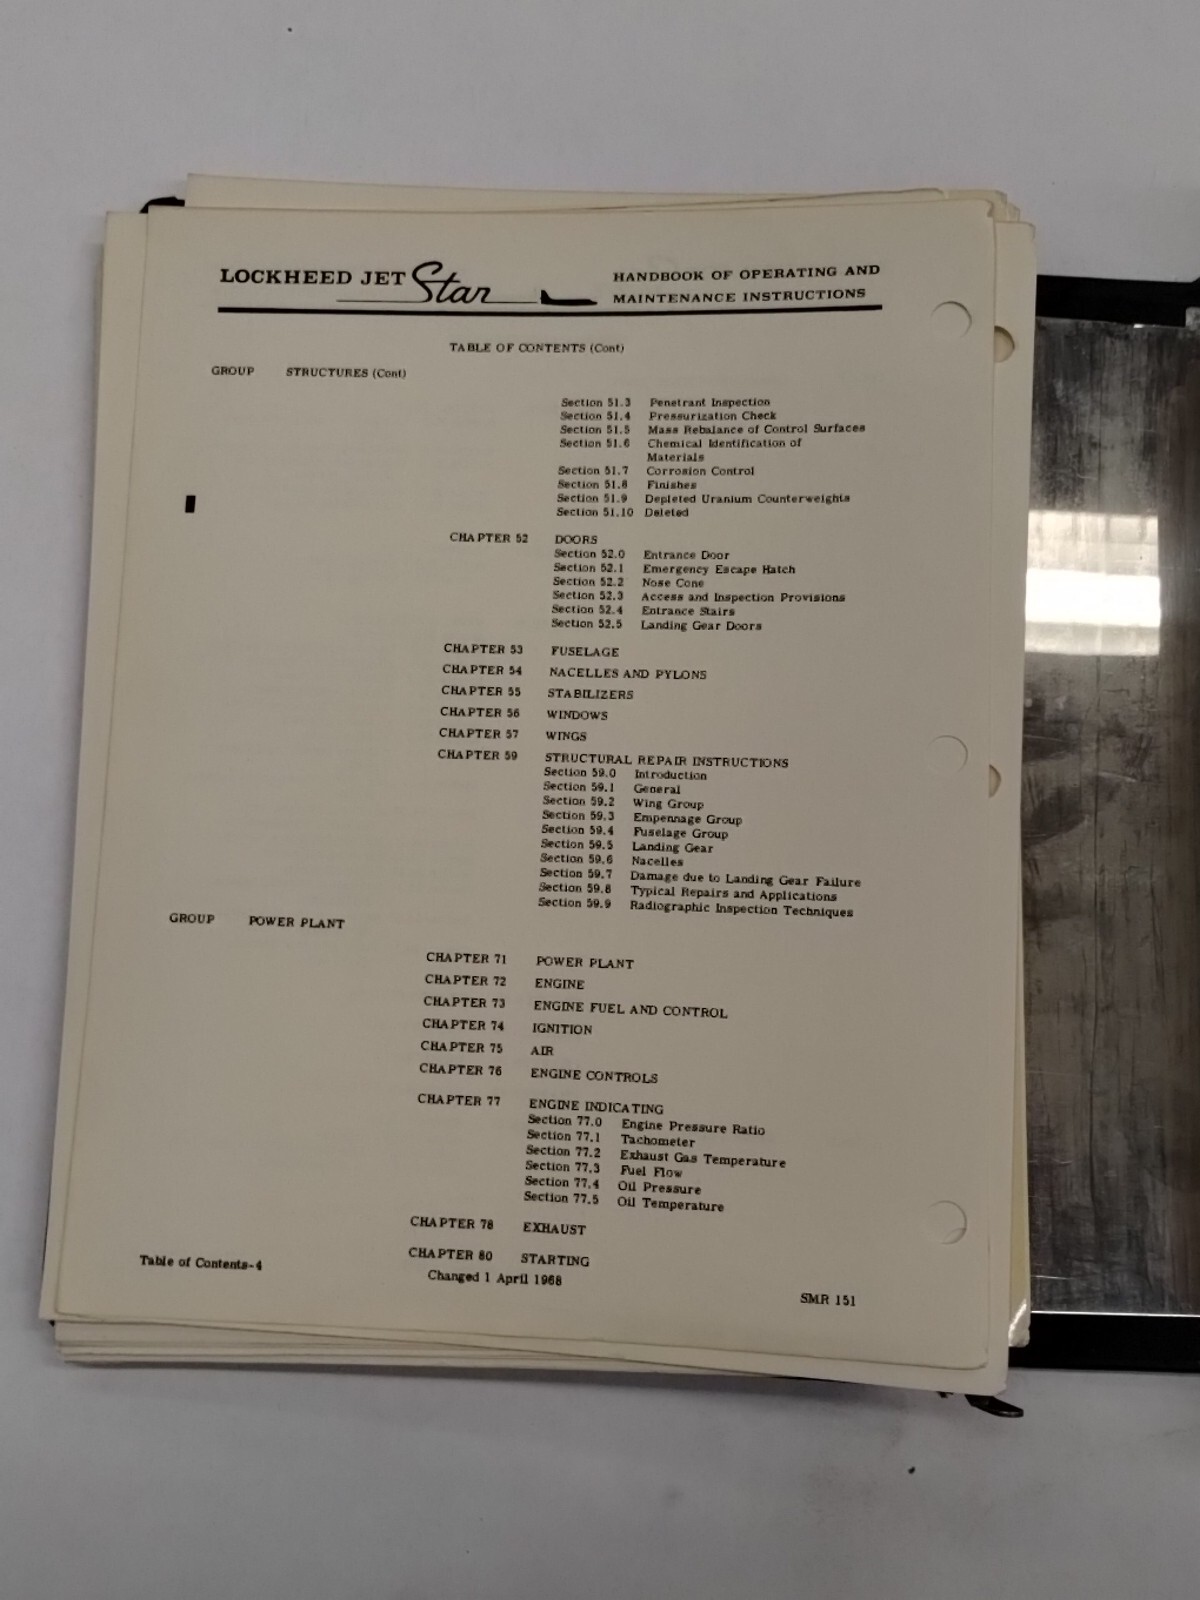 LOCKHEED JET Star
HANDBOOK OF OPERATING AND
MAINTENANCE INSTRUCTIONS
TABLE OF CONTENTS (Cont)
GROUP STRUCTURES (Cont)
Section 51.3 Penetrant Inspection
Section 51.4 Pressurization Check
Section 51.5 Mass Rebalance of Control Surfaces
Section 51.6 Chemical Identification of
Materials
Section 51.7 Corrosion Control
Section 51.8 Finishes
Section 51.9 Depleted Uranium Counterweights
Section 51.10 Deleted
CHAPTER 52 DOORS
Section 52.0 Entrance Door
Section 52.1 Emergency Escape Hatch
Section 52.2 Nose Cone
Section 52.3 Access and Inspection Provisions
Section 52.4 Entrance Stairs
Section 52.5 Landing Gear Doors
CHAPTER 53 FUSELAGE
CHAPTER 54 NACELLES AND PYLONS
CHAPTER 55 STABILIZERS
CHAPTER 56 WINDOWS
CHAPTER 57 WINGS
CHAPTER 59 STRUCTURAL REPAIR INSTRUCTIONS
Section 59.0 Introduction
Section 59.1 General
Section 59.2 Wing Group
Section 59.3 Empennage Group
Section 59.4 Fuselage Group
Section 59.5 Landing Gear
Section 59.6 Nacelles
Section 59.7 Damage due to Landing Gear Failure
Section 59.8 Typical Repairs and Applications
Section 59.9 Radiographic Inspection Techniques
GROUP POWER PLANT
CHAPTER 71 POWER PLANT
CHAPTER 72 ENGINE
CHAPTER 73 ENGINE FUEL AND CONTROL
CHAPTER 74 IGNITION
CHAPTER 75 AIR
CHAPTER 76 ENGINE CONTROLS
CHAPTER 77 ENGINE INDICATING
Section 77.0 Engine Pressure Ratio
Section 77.1 Tachometer
Section 77.2 Exhaust Gas Temperature
Section 77.3 Fuel Flow
Section 77.4 Oil Pressure
Section 77.5 Oil Temperature
CHAPTER 78 EXHAUST
CHAPTER 80 STARTING
Table of Contents-4
Changed 1 April 1968
SMR 151